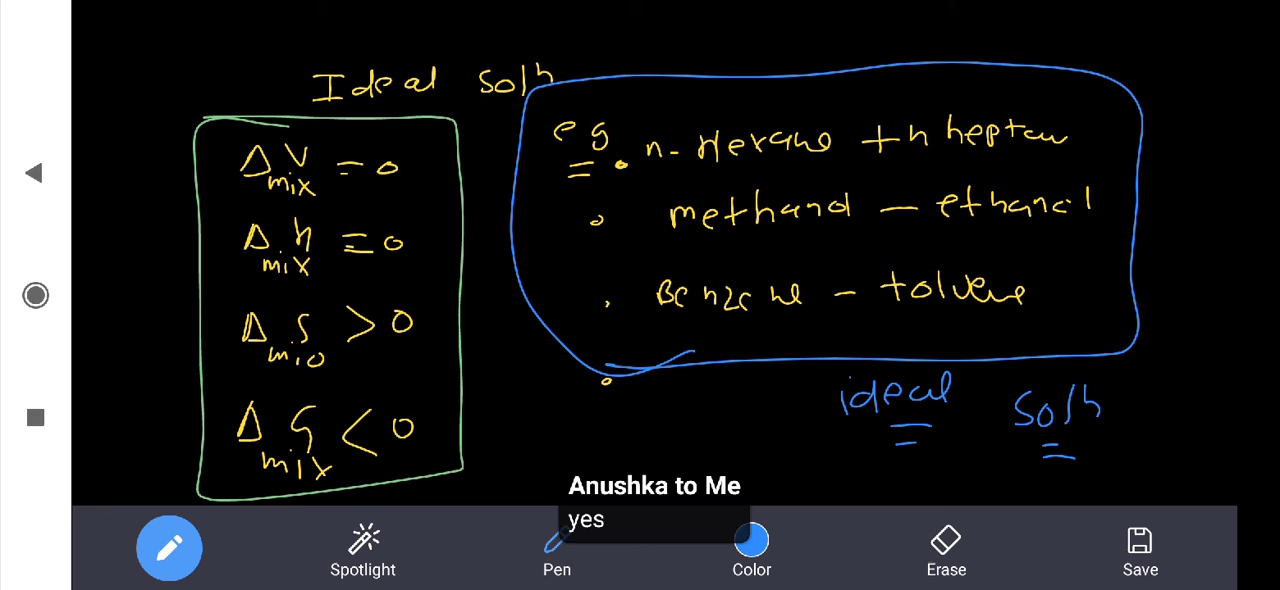 Ideal Soln
Δmix V = 0
Δmix H = 0
Δmix S > 0
Δmix G < 0
eg. n-Hexane + n heptan
methanol – ethanol
Benzene – toluene
ideal Soln
Anushka to Me
yes
Spotlight
Pen
Color
Erase
Save